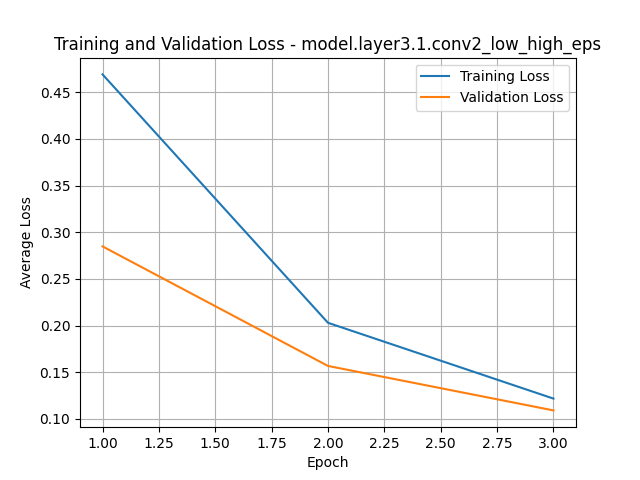 Training and Validation Loss - model.layer3.1.conv2_low_high_eps
Training Loss
Validation Loss
Average Loss
0.45
0.40
0.35
0.30
0.25
0.20
0.15
0.10
1.00 1.25 1.50 1.75 2.00 2.25 2.50 2.75 3.00
Epoch